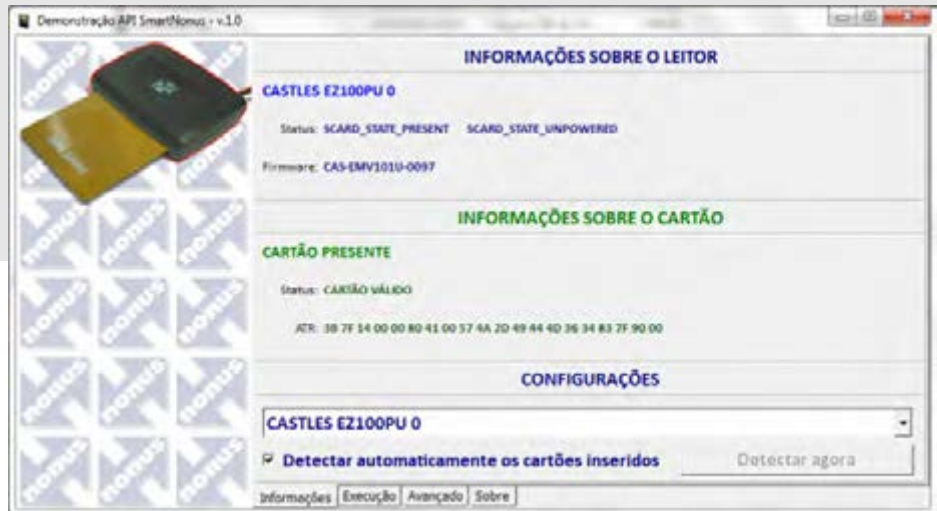 Demonstração API SmartNonus - v.1.0
INFORMAÇÕES SOBRE O LEITOR
CASTLES EZ100PU 0
Status: SCARD_STATE_PRESENT SCARD_STATE_UNPOWERED
Firmware: CAS-EMV101U-0097
INFORMAÇÕES SOBRE O CARTÃO
CARTÃO PRESENTE
Status: CARTÃO VÁLIDO
ATR: 3B 7F 14 00 00 80 41 00 57 4A 2D 49 44 4D 36 34 83 7F 90 00
CONFIGURAÇÕES
CASTLES EZ100PU 0
Detectar automaticamente os cartões inseridos Detectar agora
Informações Execução Avançado Sobre
nonus